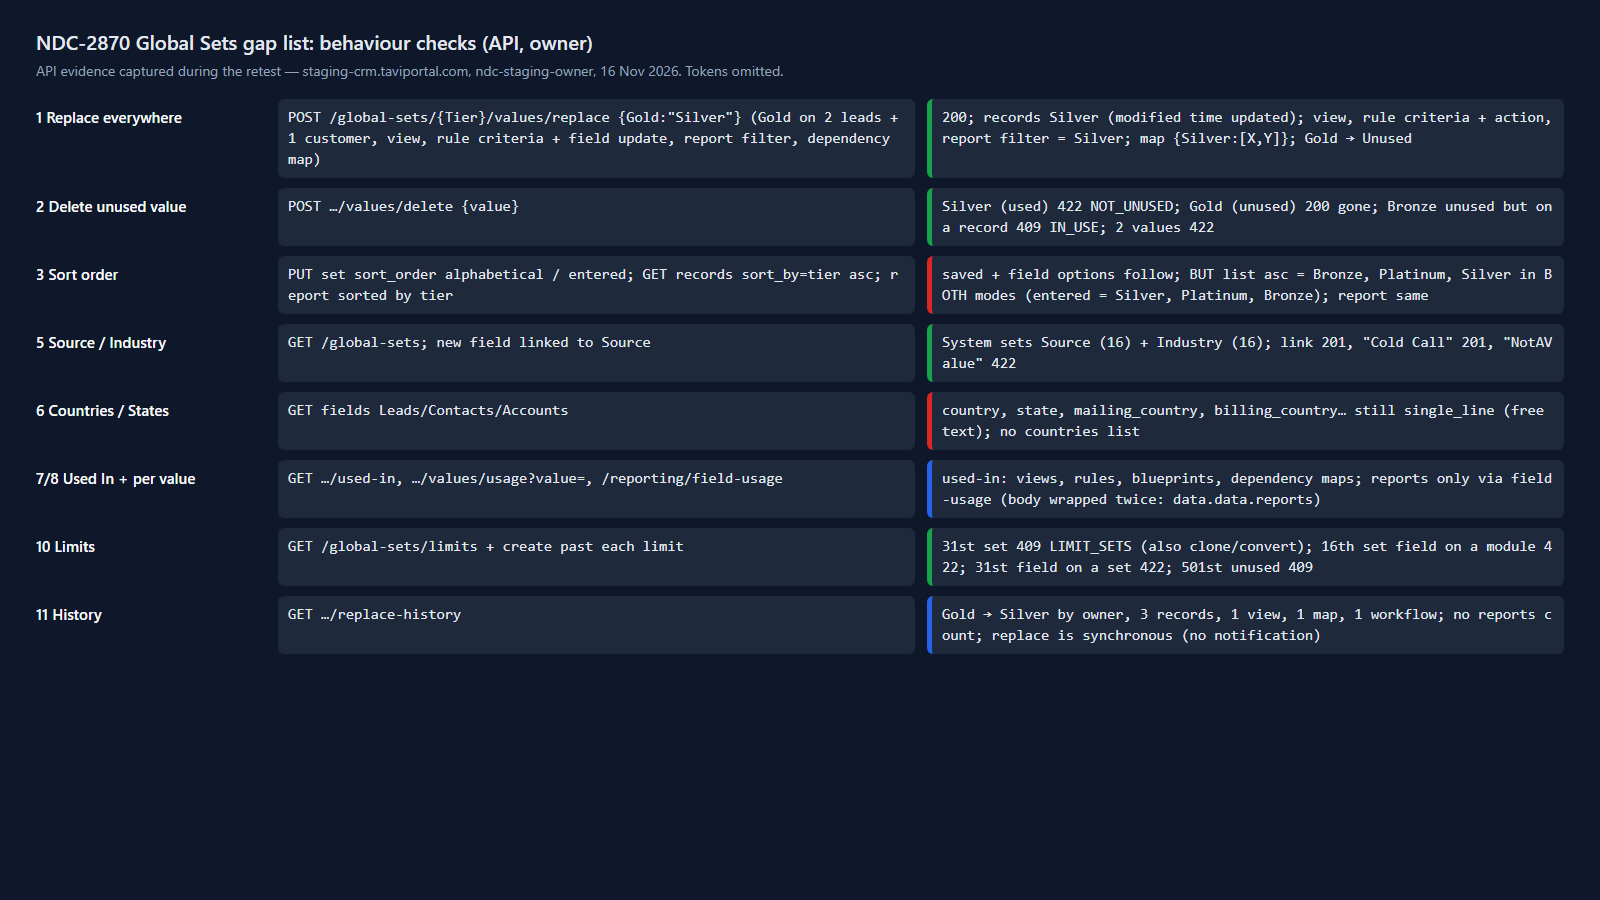 NDC-2870 Global Sets gap list: behaviour checks (API, owner)
API evidence captured during the retest — staging-crm.taviportal.com, ndc-staging-owner, 16 Nov 2026. Tokens omitted.
1 Replace everywhere
POST /global-sets/{Tier}/values/replace {Gold:"Silver"} (Gold on 2 leads +
1 customer, view, rule criteria + field update, report filter, dependency
map)
200; records Silver (modified time updated); view, rule criteria + action,
report filter = Silver; map {Silver:[X,Y]}; Gold → Unused
2 Delete unused value
POST …/values/delete {value}
Silver (used) 422 NOT_UNUSED; Gold (unused) 200 gone; Bronze unused but on
a record 409 IN_USE; 2 values 422
3 Sort order
PUT set sort_order alphabetical / entered; GET records sort_by=tier asc; r
eport sorted by tier
saved + field options follow; BUT list asc = Bronze, Platinum, Silver in B
OTH modes (entered = Silver, Platinum, Bronze); report same
5 Source / Industry
GET /global-sets; new field linked to Source
System sets Source (16) + Industry (16); link 201, "Cold Call" 201, "NotAV
alue" 422
6 Countries / States
GET fields Leads/Contacts/Accounts
country, state, mailing_country, billing_country… still single_line (free
text); no countries list
7/8 Used In + per value
GET …/used-in, …/values/usage?value=, /reporting/field-usage
used-in: views, rules, blueprints, dependency maps; reports only via field
-usage (body wrapped twice: data.data.reports)
10 Limits
GET /global-sets/limits + create past each limit
31st set 409 LIMIT_SETS (also clone/convert); 16th set field on a module 4
22; 31st field on a set 422; 501st unused 409
11 History
GET …/replace-history
Gold → Silver by owner, 3 records, 1 view, 1 map, 1 workflow; no reports c
ount; replace is synchronous (no notification)